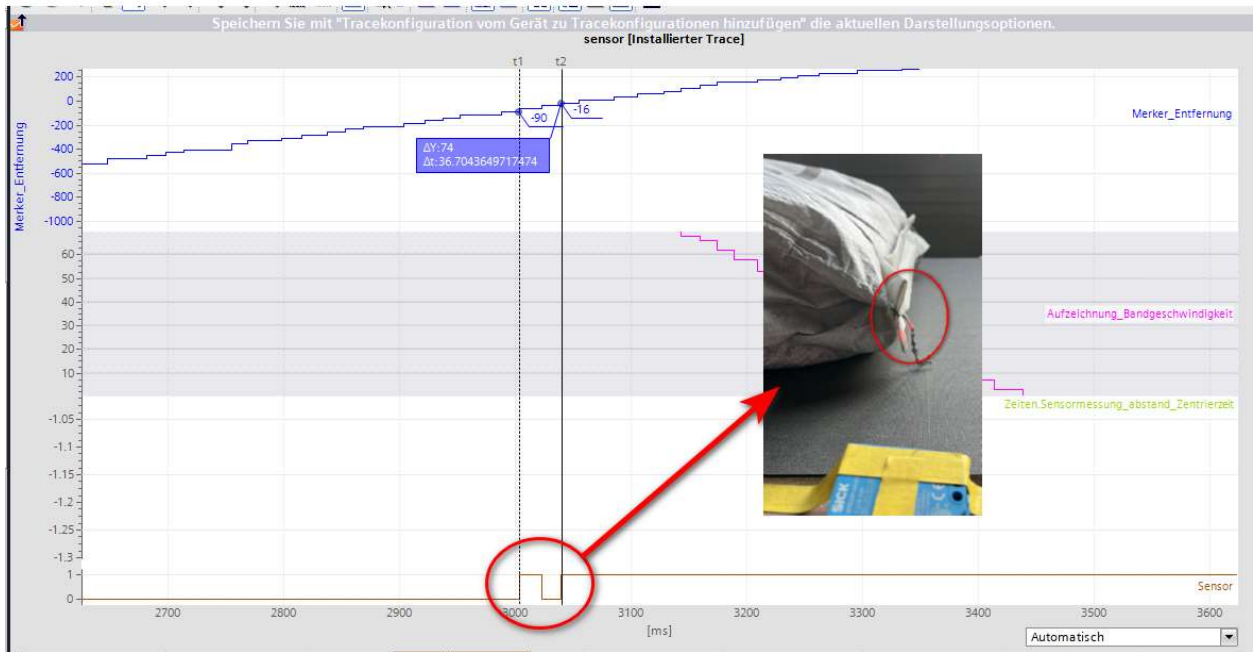 Speichern Sie mit "Tracekonfiguration vom Gerät zu Tracekonfigurationen hinzufügen" die aktuellen Darstellungsoptionen.
sensor [Installierter Trace]
t1 t2
200
0
-200
-400
-600
-800
-1000
Merker_Entfernung
-90
-16
ΔY:74
Δt:36,7043649717474
Merker_Entfernung
60
50
40
30
20
10
Aufzeichnung_Bandgeschwindigkeit
Zeiten.Sensormessung_abstand_Zentrierzeit
-1.05
-1.1
-1.15
-1.2
-1.25
-1.3
SICK
CE
1
0
Sensor
2700 2800 2900 3000 3100 3200 3300 3400 3500 3600
[ms]
Automatisch